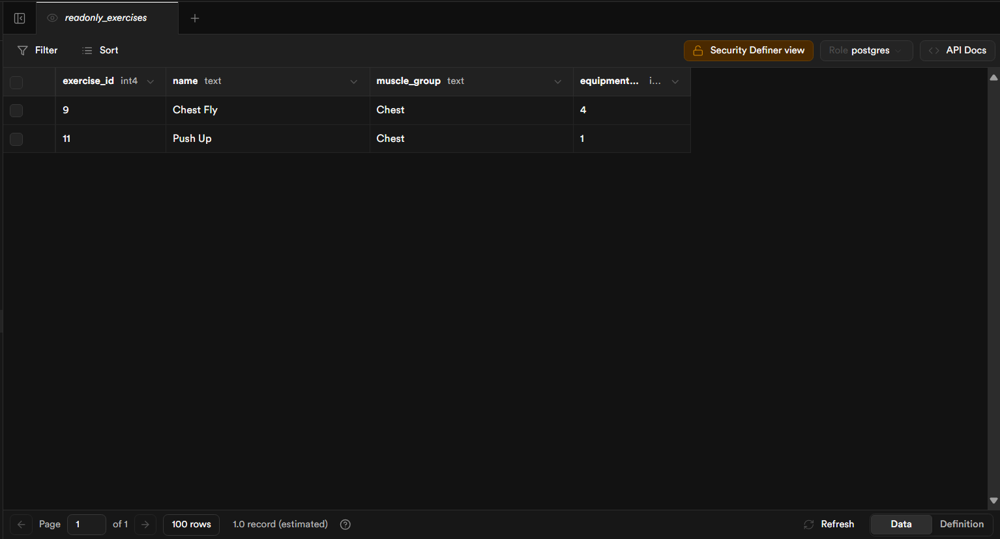 readonly_exercises
Filter Sort Security Definer view Role postgres API Docs
exercise_id int4 name text muscle_group text equipment... i...
9 Chest Fly Chest 4
11 Push Up Chest 1
Page 1 of 1 100 rows 1.0 record (estimated) Refresh Data Definition